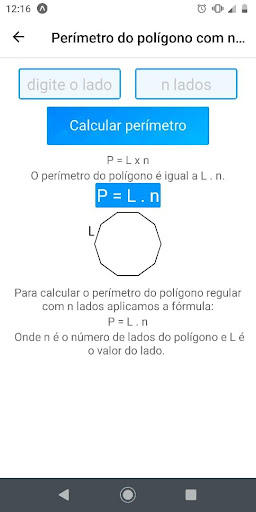 12:16
Perímetro do polígono com n...
digite o lado
n lados
Calcular perímetro
P = L x n
O perímetro do polígono é igual a L . n.
P = L . n
L
Para calcular o perímetro do polígono regular
com n lados aplicamos a fórmula:
P = L . n
Onde n é o número de lados do polígono e L é
o valor do lado.